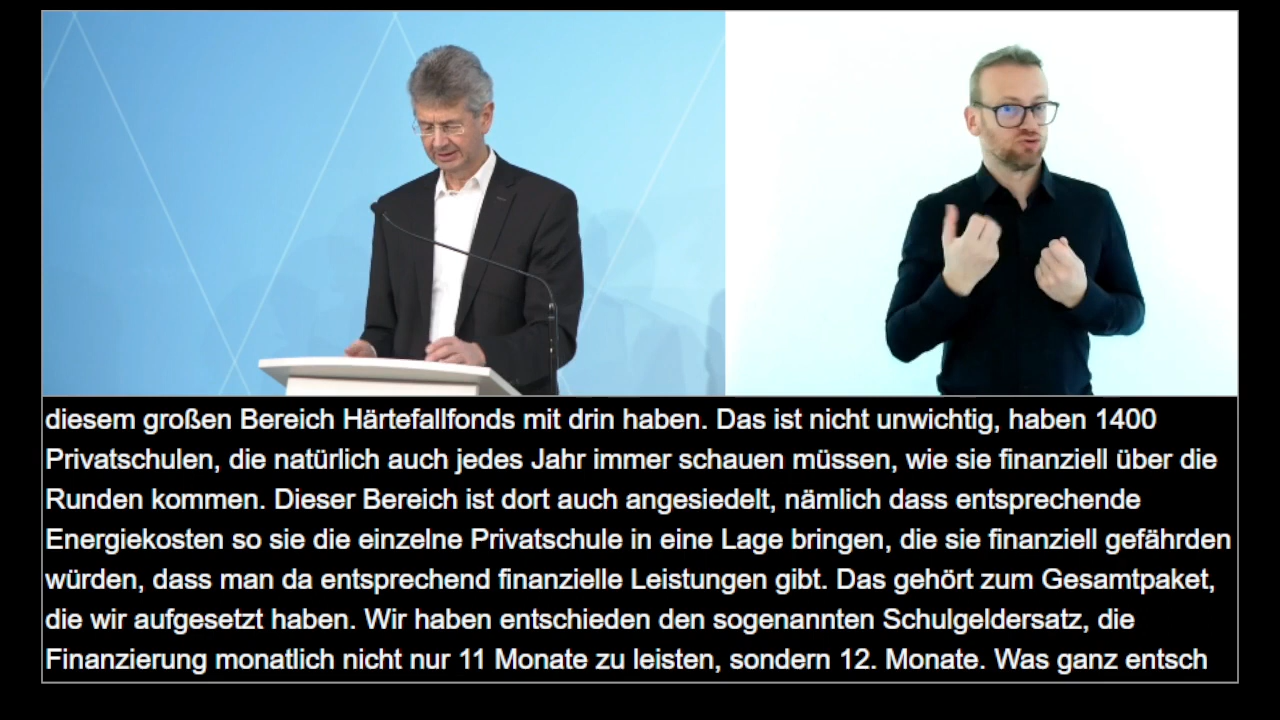 diesem großen Bereich Härtefallfonds mit drin haben. Das ist nicht unwichtig, haben 1400
Privatschulen, die natürlich auch jedes Jahr immer schauen müssen, wie sie finanziell über die
Runden kommen. Dieser Bereich ist dort auch angesiedelt, nämlich dass entsprechende
Energiekosten so sie die einzelne Privatschule in eine Lage bringen, die sie finanziell gefährden
würden, dass man da entsprechend finanzielle Leistungen gibt. Das gehört zum Gesamtpaket,
die wir aufgesetzt haben. Wir haben entschieden den sogenannten Schulgeldersatz, die
Finanzierung monatlich nicht nur 11 Monate zu leisten, sondern 12. Monate. Was ganz entsch